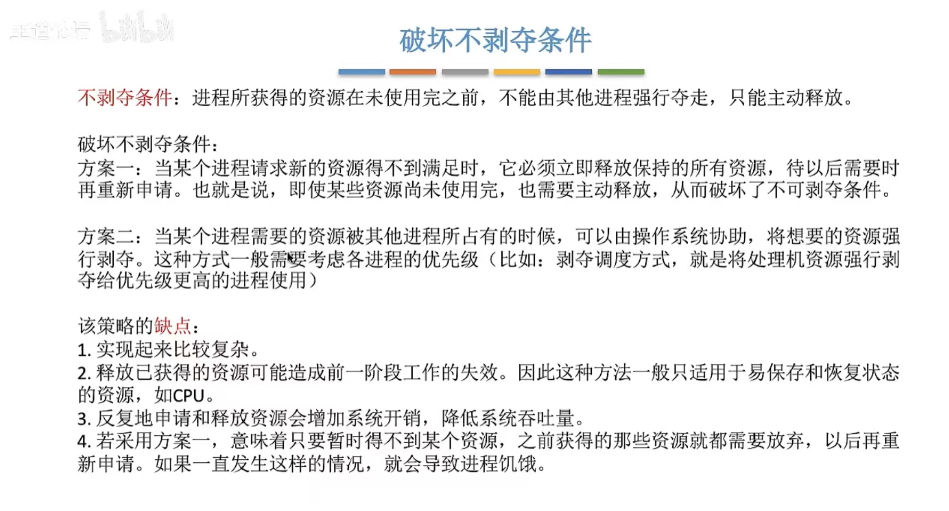 王道论坛 bilibili
破坏不剥夺条件
不剥夺条件：进程所获得的资源在未使用完之前，不能由其他进程强行夺走，只能主动释放。
破坏不剥夺条件：
方案一：当某个进程请求新的资源得不到满足时，它必须立即释放保持的所有资源，待以后需要时
再重新申请。也就是说，即使某些资源尚未使用完，也需要主动释放，从而破坏了不可剥夺条件。
方案二：当某个进程需要的资源被其他进程所占有的时候，可以由操作系统协助，将想要的资源强
行剥夺。这种方式一般需要考虑各进程的优先级（比如：剥夺调度方式，就是将处理机资源强行剥
夺给优先级更高的进程使用）
该策略的缺点：
1. 实现起来比较复杂。
2. 释放已获得的资源可能造成前一阶段工作的失效。因此这种方法一般只适用于易保存和恢复状态
的资源，如CPU。
3. 反复地申请和释放资源会增加系统开销，降低系统吞吐量。
4. 若采用方案一，意味着只要暂时得不到某个资源，之前获得的那些资源就都需要放弃，以后再重
新申请。如果一直发生这样的情况，就会导致进程饥饿。